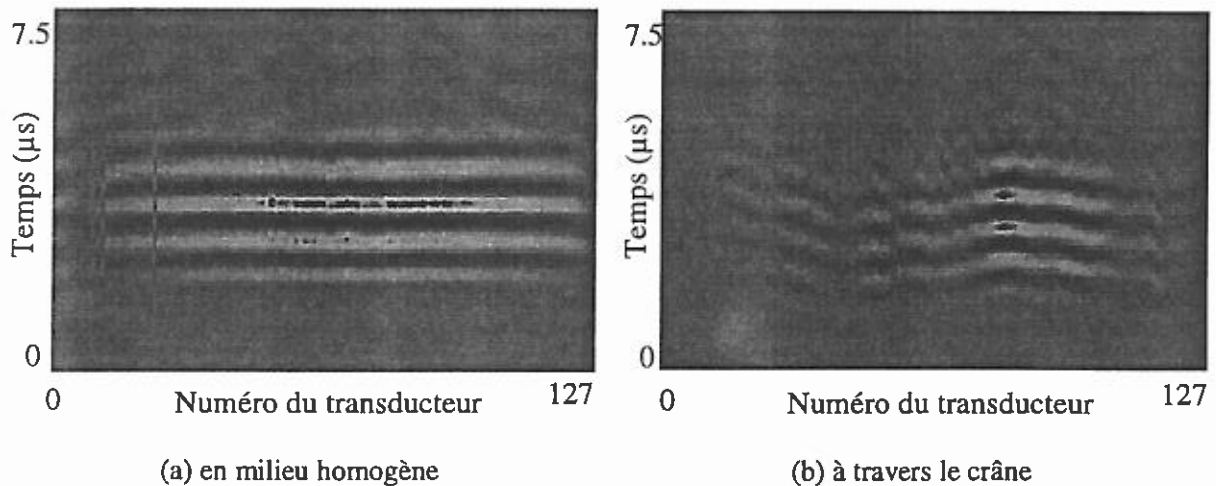 7.5
Temps (µs)
0
0
Numéro du transducteur
127
(a) en milieu homogène
7.5
Temps (µs)
0
0
Numéro du transducteur
127
(b) à travers le crâne